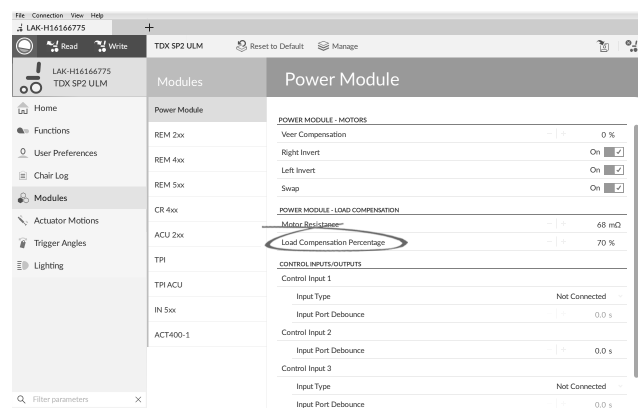 File Connection View Help
LAK-H16166775 +
Read Write TDX SP2 ULM Reset to Default Manage
LAK-H16166775
TDX SP2 ULM
Modules
Power Module
Home
Functions
User Preferences
Chair Log
Modules
Actuator Motions
Trigger Angles
Lighting
Filter parameters
Power Module
REM 2xx
REM 4xx
REM 5xx
CR 4xx
ACU 2xx
TPI
TPI ACU
IN 5xx
ACT400-1
POWER MODULE - MOTORS
Veer Compensation - + 0 %
Right Invert On
Left Invert On
Swap On
POWER MODULE - LOAD COMPENSATION
Motor Resistance - + 68 mΩ
Load Compensation Percentage - + 70 %
CONTROL INPUTS/OUTPUTS
Control Input 1
Input Type Not Connected
Input Port Debounce 0.0 s
Control Input 2
Input Port Debounce - + 0.0 s
Control Input 3
Input Type Not Connected
Input Port Debounce 0.0 s